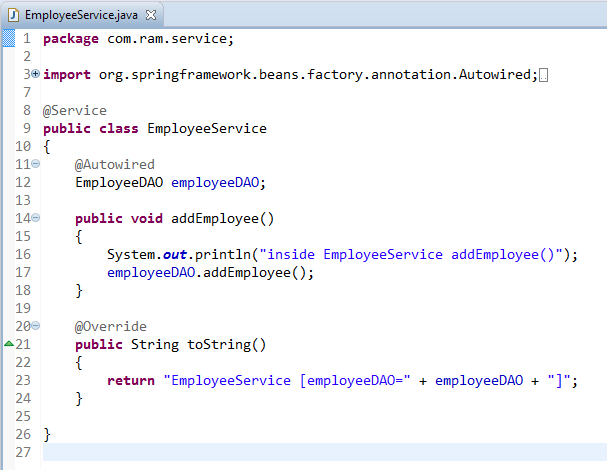 EmployeeService.java
1 package com.ram.service;
2
3 import org.springframework.beans.factory.annotation.Autowired;
7
8 @Service
9 public class EmployeeService
10 {
11     @Autowired
12     EmployeeDAO employeeDAO;
13
14     public void addEmployee()
15     {
16         System.out.println("inside EmployeeService addEmployee()");
17         employeeDAO.addEmployee();
18     }
19
20     @Override
21     public String toString()
22     {
23         return "EmployeeService [employeeDAO=" + employeeDAO + "]";
24     }
25
26 }
27